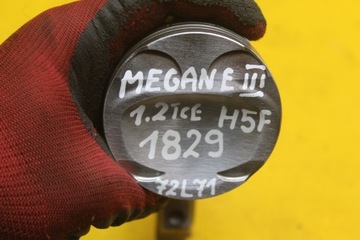 MEGANE III
1.2TCE H5F
1829
72L71